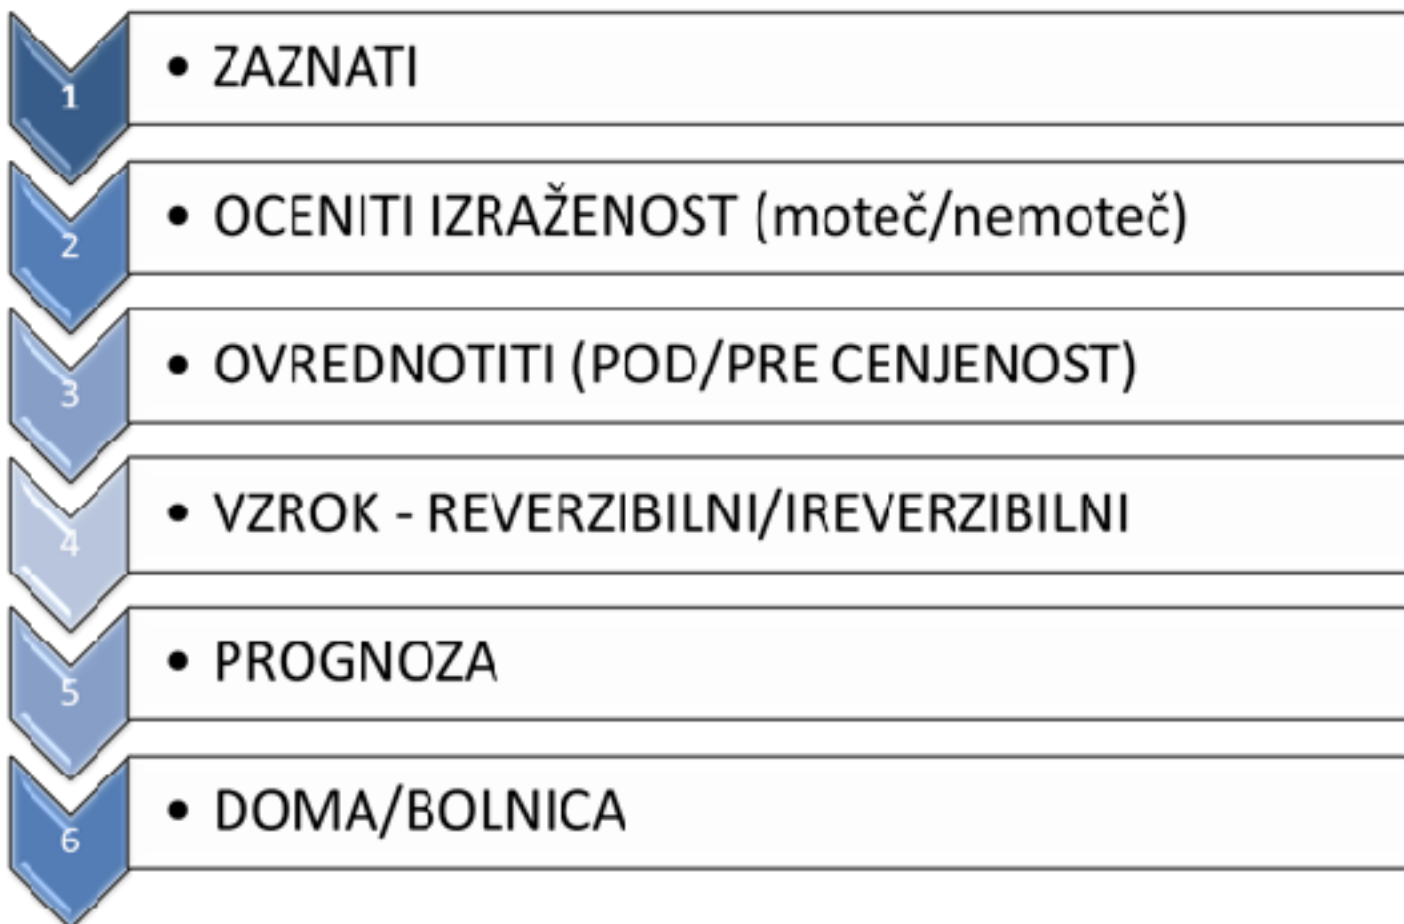 1 • ZAZNATI
2 • OCENITI IZRAŽENOST (moteč/nemoteč)
3 • OVREDNOTITI (POD/PRE CENJENOST)
4 • VZROK - REVERZIBILNI/IREVERZIBILNI
5 • PROGNOZA
6 • DOMA/BOLNICA